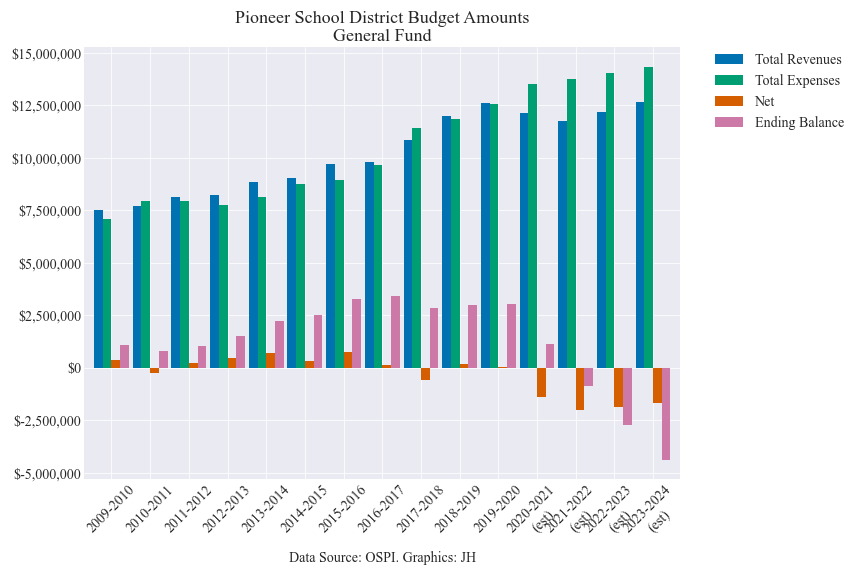 Pioneer School District Budget Amounts
General Fund
$15,000,000
$12,500,000
$10,000,000
$7,500,000
$5,000,000
$2,500,000
$0
$-2,500,000
$-5,000,000
Total Revenues
Total Expenses
Net
Ending Balance
2009-2010
2010-2011
2011-2012
2012-2013
2013-2014
2014-2015
2015-2016
2016-2017
2017-2018
2018-2019
2019-2020
2020-2021
(est)
2021-2022
(est)
2022-2023
(est)
2023-2024
(est)
Data Source: OSPI. Graphics: JH